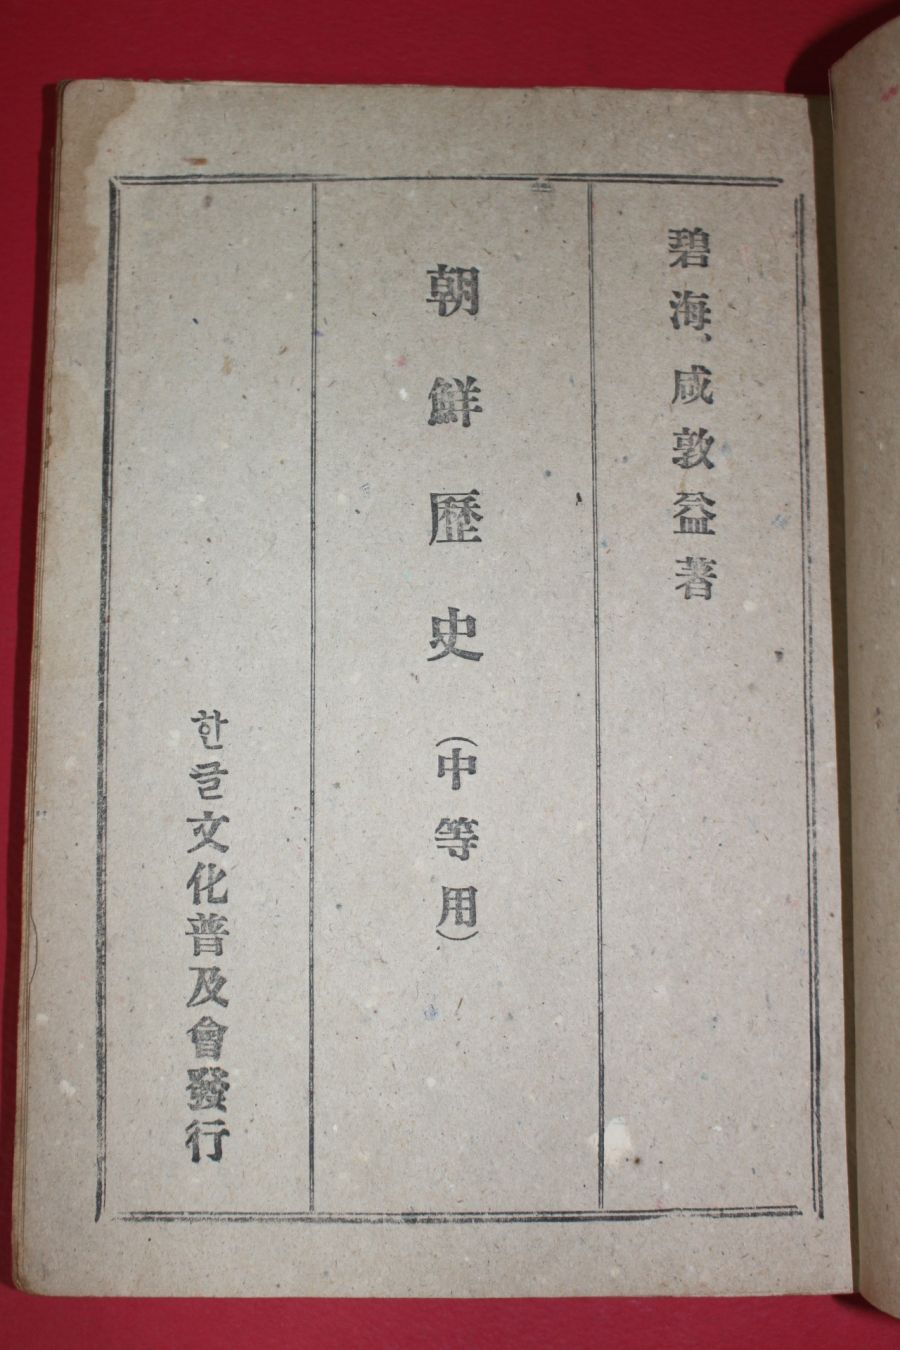 碧海、咸敦益著
朝鮮歷史（中等用）
한글文化普及會發行